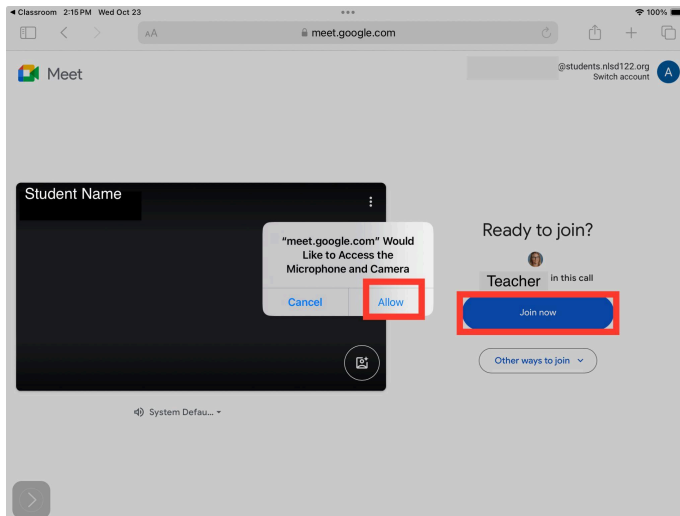 Classroom 2:15 PM Wed Oct 23
100%
AA
meet.google.com
Meet
@students.nlsd122.org
Switch account
A
Student Name
"meet.google.com" Would
Like to Access the
Microphone and Camera
Cancel
Allow
Ready to join?
Teacher in this call
Join now
Other ways to join
System Defau...